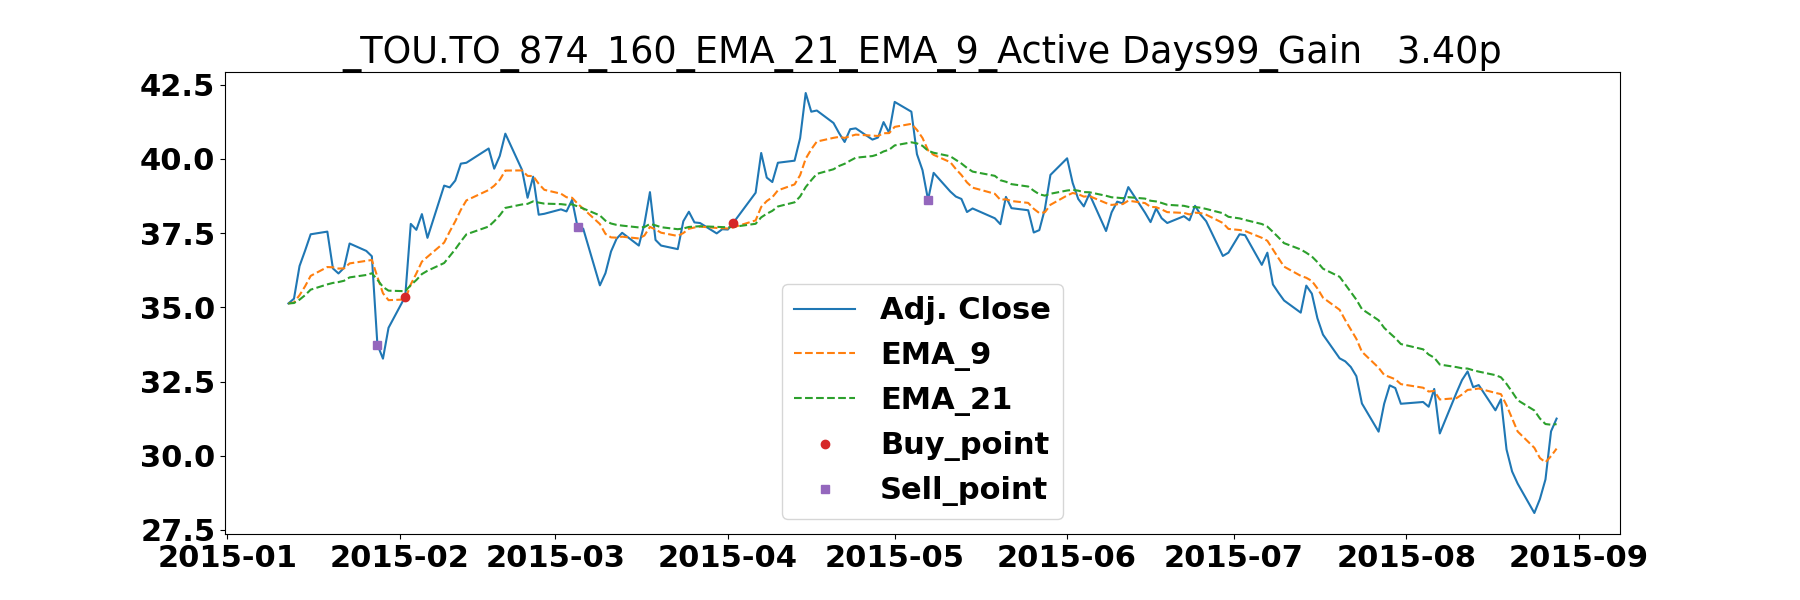 _TOU.TO_874_160_EMA_21_EMA_9_Active Days99_Gain   3.40p
42.5
40.0
37.5
35.0
32.5
30.0
27.5
Adj. Close
EMA_9
EMA_21
Buy_point
Sell_point
2015-01 2015-02 2015-03 2015-04 2015-05 2015-06 2015-07 2015-08 2015-09